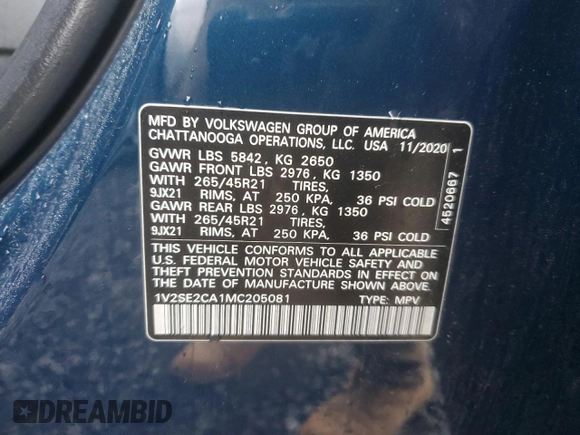 MFD BY VOLKSWAGEN GROUP OF AMERICA
CHATTANOOGA OPERATIONS, LLC. USA 11/2020
GVWR LBS 5842, KG 2650
GAWR FRONT LBS 2976, KG 1350
WITH 265/45R21 TIRES,
9JX21 RIMS, AT 250 KPA, 36 PSI COLD
GAWR REAR LBS 2976, KG 1350
WITH 265/45R21 TIRES,
9JX21 RIMS, AT 250 KPA, 36 PSI COLD
THIS VEHICLE CONFORMS TO ALL APPLICABLE
U.S. FEDERAL MOTOR VEHICLE SAFETY AND
THEFT PREVENTION STANDARDS IN EFFECT ON
THE DATE OF MANUFACTURE SHOWN ABOVE.
1V2SE2CA1MC205081 TYPE: MPV
4520667 1
DREAMBID